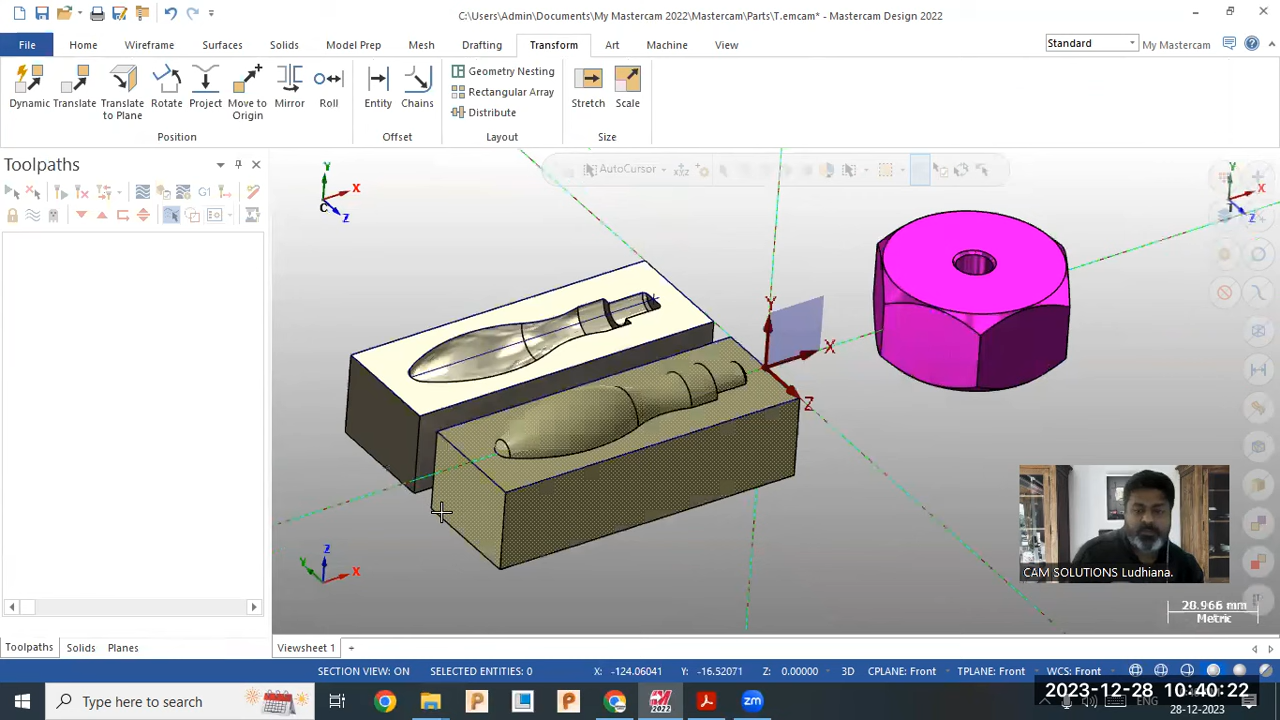 C:\Users\Admin\Documents\My Mastercam 2022\Mastercam\Parts\T.emcam* - Mastercam Design 2022
File Home Wireframe Surfaces Solids Model Prep Mesh Drafting Transform Art Machine View Standard My Mastercam
Dynamic Translate Translate to Plane Rotate Project Move to Origin Mirror Roll
Position
Entity Chains
Offset
Geometry Nesting
Rectangular Array
Distribute
Layout
Stretch Scale
Size
Toolpaths
G1
AutoCursor
xyz
Y
X
C
Z
Y
X
T
Z
Y
X
Z
Z
Y
X
CAM SOLUTIONS Ludhiana.
20.966 mm
Metric
Toolpaths Solids Planes
Viewsheet 1 +
SECTION VIEW: ON SELECTED ENTITIES: 0 X: -124.06041 Y: -16.52071 Z: 0.00000 3D CPLANE: Front TPLANE: Front WCS: Front
2023-12-28 10:40:22
Type here to search
2022
zm
ENG
28-12-2023